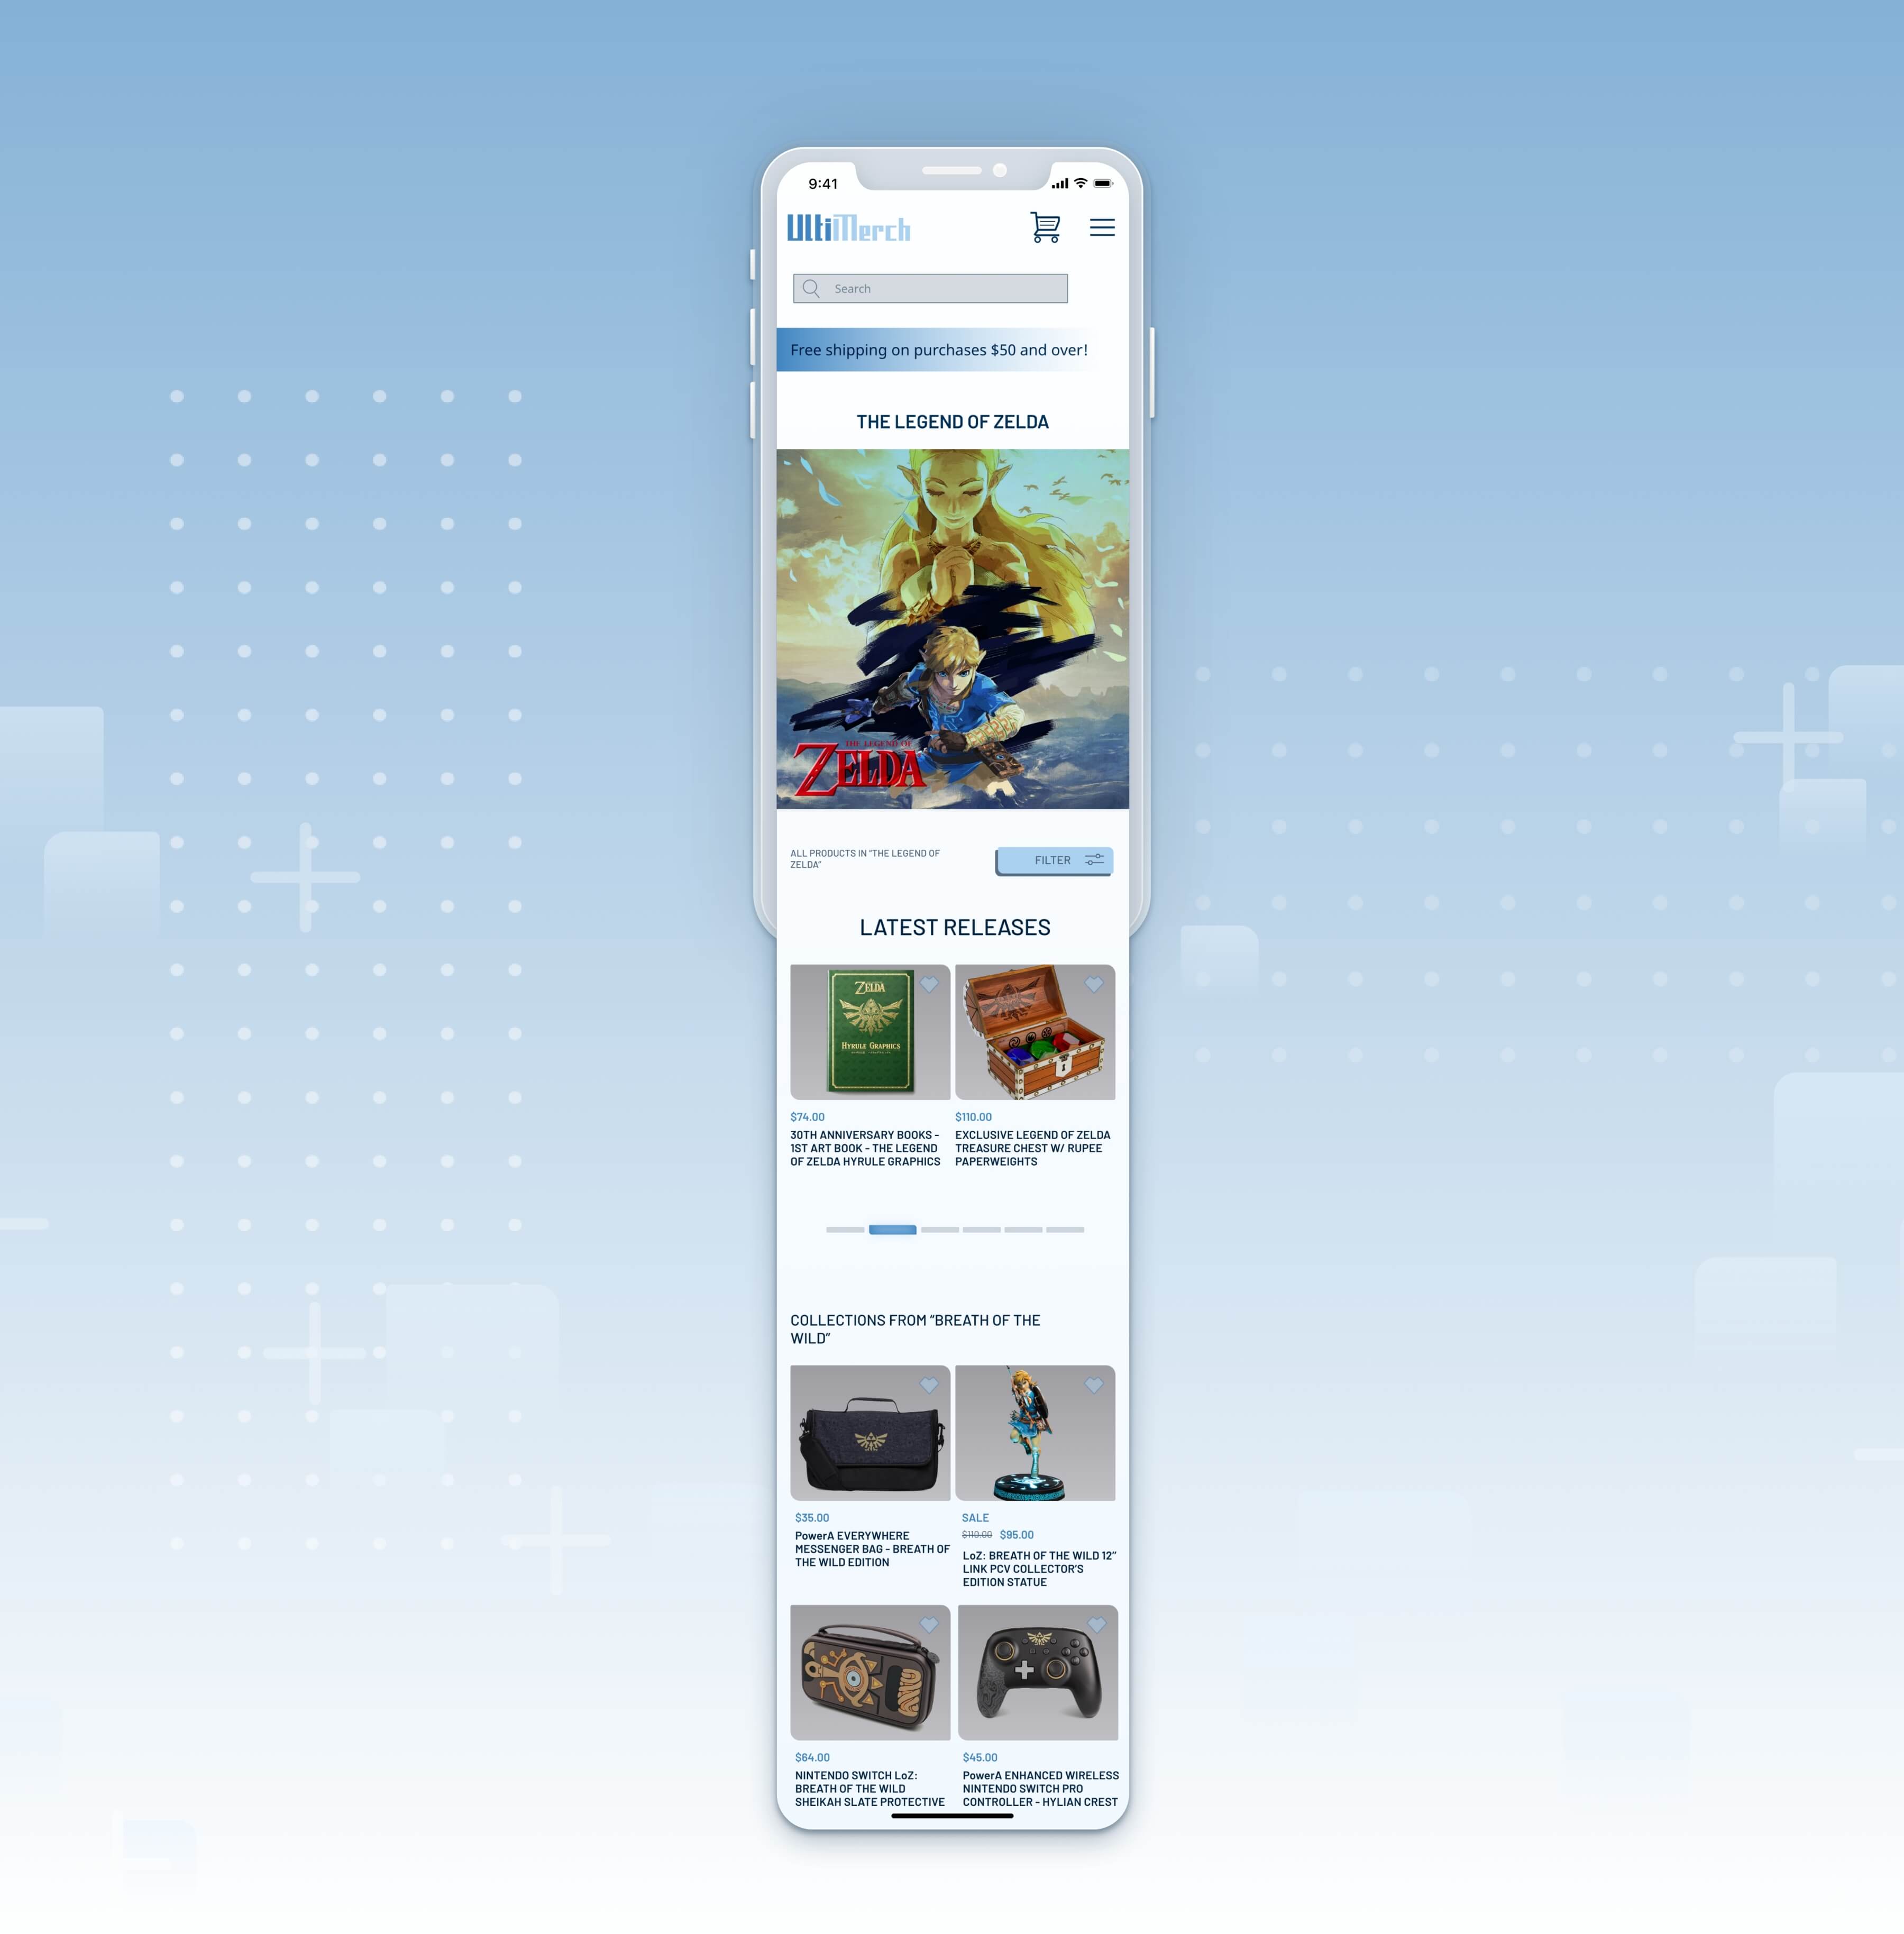 9:41
UltiMerch
Search
Free shipping on purchases $50 and over!
THE LEGEND OF ZELDA
THE LEGEND OF
ZELDA
ALL PRODUCTS IN “THE LEGEND OF
ZELDA”
FILTER
LATEST RELEASES
ZELDA
HYRULE GRAPHICS
$74.00
30TH ANNIVERSARY BOOKS -
1ST ART BOOK - THE LEGEND
OF ZELDA HYRULE GRAPHICS
$110.00
EXCLUSIVE LEGEND OF ZELDA
TREASURE CHEST W/ RUPEE
PAPERWEIGHTS
COLLECTIONS FROM “BREATH OF THE
WILD”
$35.00
PowerA EVERYWHERE
MESSENGER BAG - BREATH OF
THE WILD EDITION
SALE
$110.00 $95.00
LoZ: BREATH OF THE WILD 12”
LINK PCV COLLECTOR’S
EDITION STATUE
$64.00
NINTENDO SWITCH LoZ:
BREATH OF THE WILD
SHEIKAH SLATE PROTECTIVE
$45.00
PowerA ENHANCED WIRELESS
NINTENDO SWITCH PRO
CONTROLLER - HYLIAN CREST